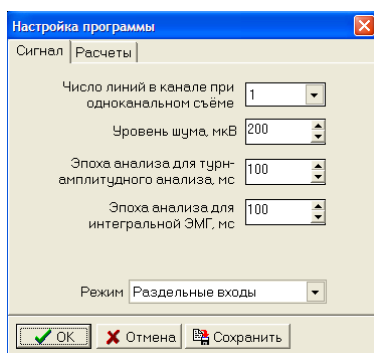 Настройка программы
Сигнал Расчеты
Число линий в канале при
одноканальном съёме
1
Уровень шума, мкВ
200
Эпоха анализа для турн-
амплитудного анализа, мс
100
Эпоха анализа для
интегральной ЭМГ, мс
100
Режим Раздельные входы
OK Отмена Сохранить